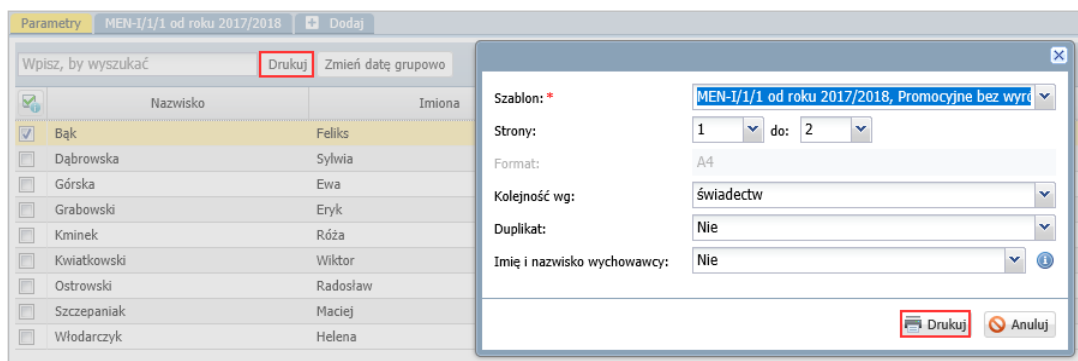 Parametry MEN-I/1/1 od roku 2017/2018 Dodaj
Wpisz, by wyszukać Drukuj Zmień datę grupowo
Nazwisko Imiona
Bąk Feliks
Dąbrowska Sylwia
Górska Ewa
Grabowski Eryk
Kminek Róża
Kwiatkowski Wiktor
Ostrowski Radosław
Szczepaniak Maciej
Włodarczyk Helena
Szablon: * MEN-I/1/1 od roku 2017/2018, Promocyjne bez wyró
Strony: 1 do: 2
Format: A4
Kolejność wg: świadectw
Duplikat: Nie
Imię i nazwisko wychowawcy: Nie
Drukuj Anuluj